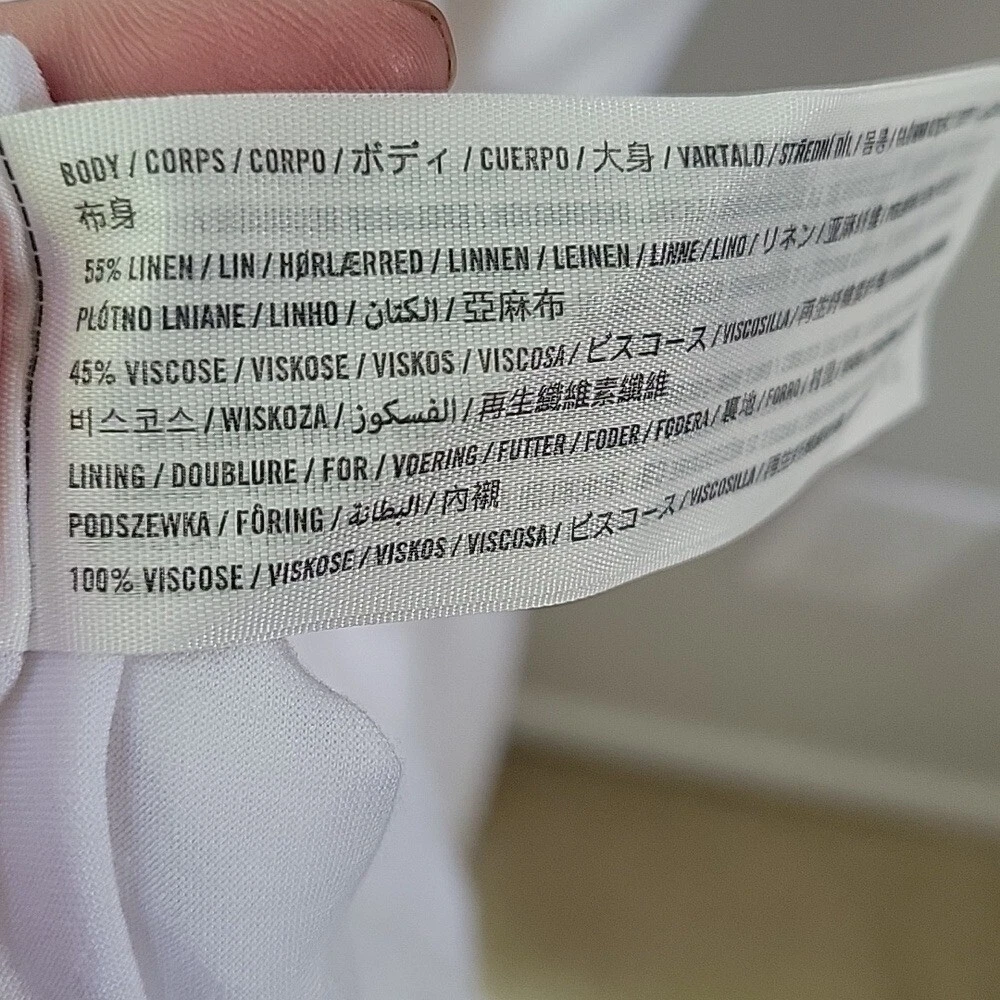 BODY / CORPS / CORPO / ボディ / CUERPO / 大身 / VARTALO / STŘEDNÍ DÍL / 몸통 /
布身
55% LINEN / LIN / HØRLÆRRED / LINNEN / LEINEN / LINNE / LINO / リネン / 亚麻纤维 /
PŁÓTNO LNIANE / LINHO / الكتان / 亞麻布
45% VISCOSE / VISKOSE / VISKOS / VISCOSA / ビスコース / VISCOSILLA /
비스코스 / WISKOZA / الفسكوز / 再生纖維素纖維
LINING / DOUBLURE / FOR / VOERING / FUTTER / FODER / FODERA / 裏地 / FORRO /
PODSZEWKA / FÔRING / البطانة / 內襯
100% VISCOSE / VISKOSE / VISKOS / VISCOSA / ビスコース / VISCOSILLA /